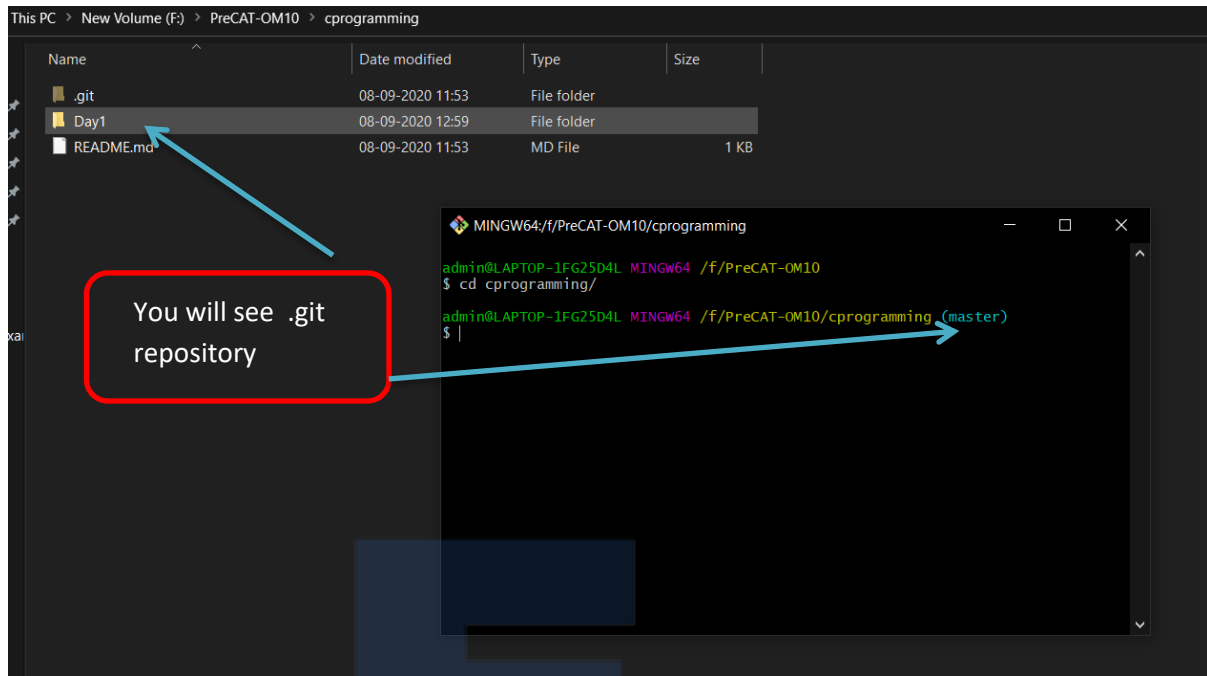 This PC > New Volume (F:) > PreCAT-OM10 > cprogramming
Name Date modified Type Size
.git 08-09-2020 11:53 File folder
Day1 08-09-2020 12:59 File folder
README.md 08-09-2020 11:53 MD File 1 KB
MINGW64:/f/PreCAT-OM10/cprogramming
admin@LAPTOP-1FG25D4L MINGW64 /f/PreCAT-OM10
$ cd cprogramming/
admin@LAPTOP-1FG25D4L MINGW64 /f/PreCAT-OM10/cprogramming (master)
$
You will see .git
repository